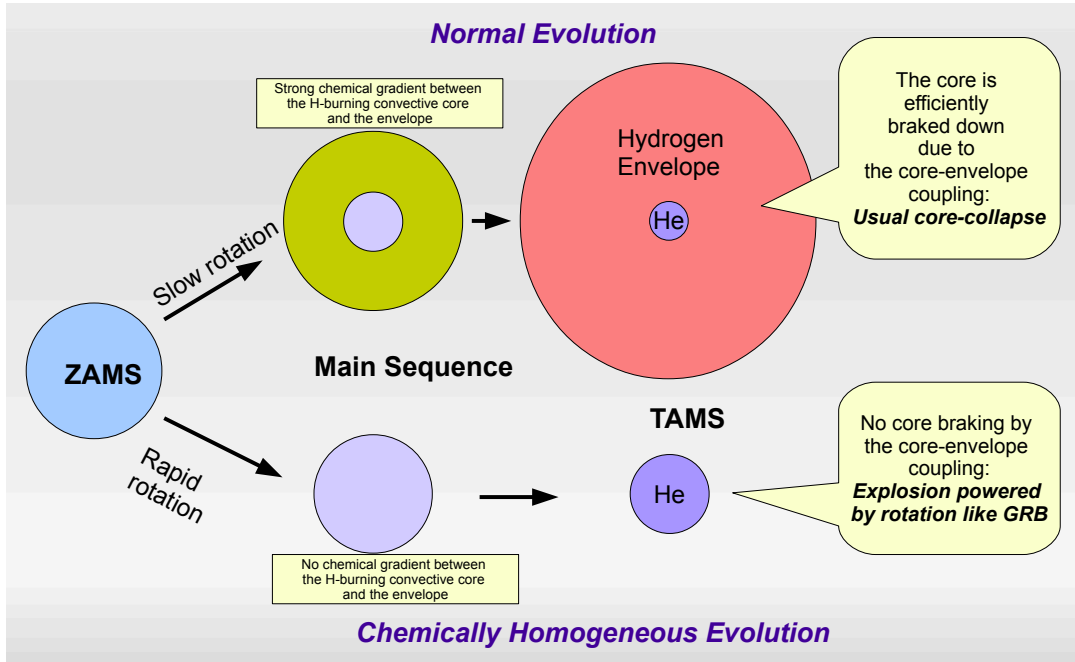 Normal Evolution
Strong chemical gradient between
the H-burning convective core
and the envelope
Hydrogen
Envelope
He
The core is
efficiently
braked down
due to
the core-envelope
coupling:
Usual core-collapse
Slow rotation
ZAMS
Main Sequence
TAMS
Rapid
rotation
He
No core braking by
the core-envelope
coupling:
Explosion powered
by rotation like GRB
No chemical gradient between
the H-burning convective core
and the envelope
Chemically Homogeneous Evolution